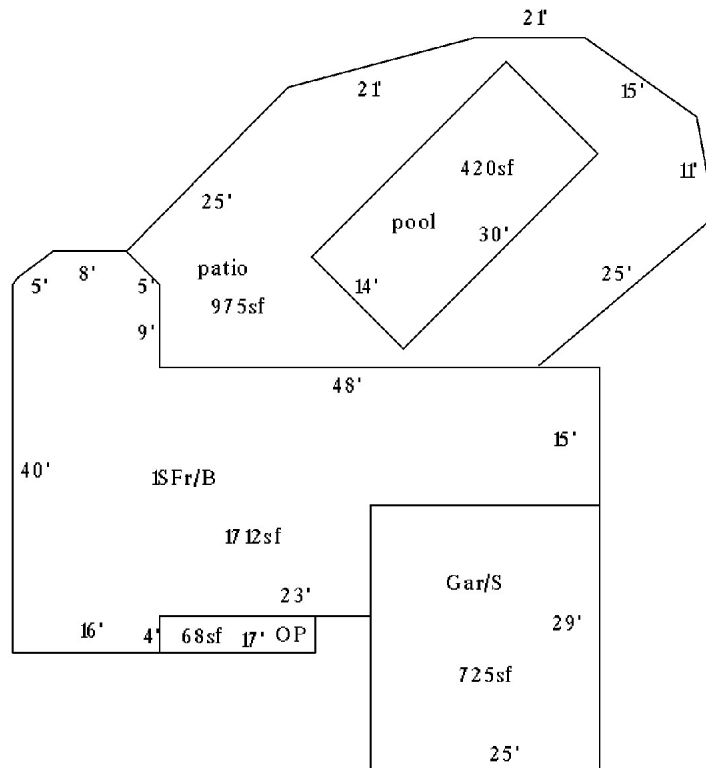 21'
21'
15'
420sf
11'
25'
pool
30'
patio
8'
5'
5'
14'
25'
975sf
9'
48'
15'
40'
1SFr/B
1712sf
Gar/S
23'
29'
16'
4'
68sf
17'
OP
725sf
25'